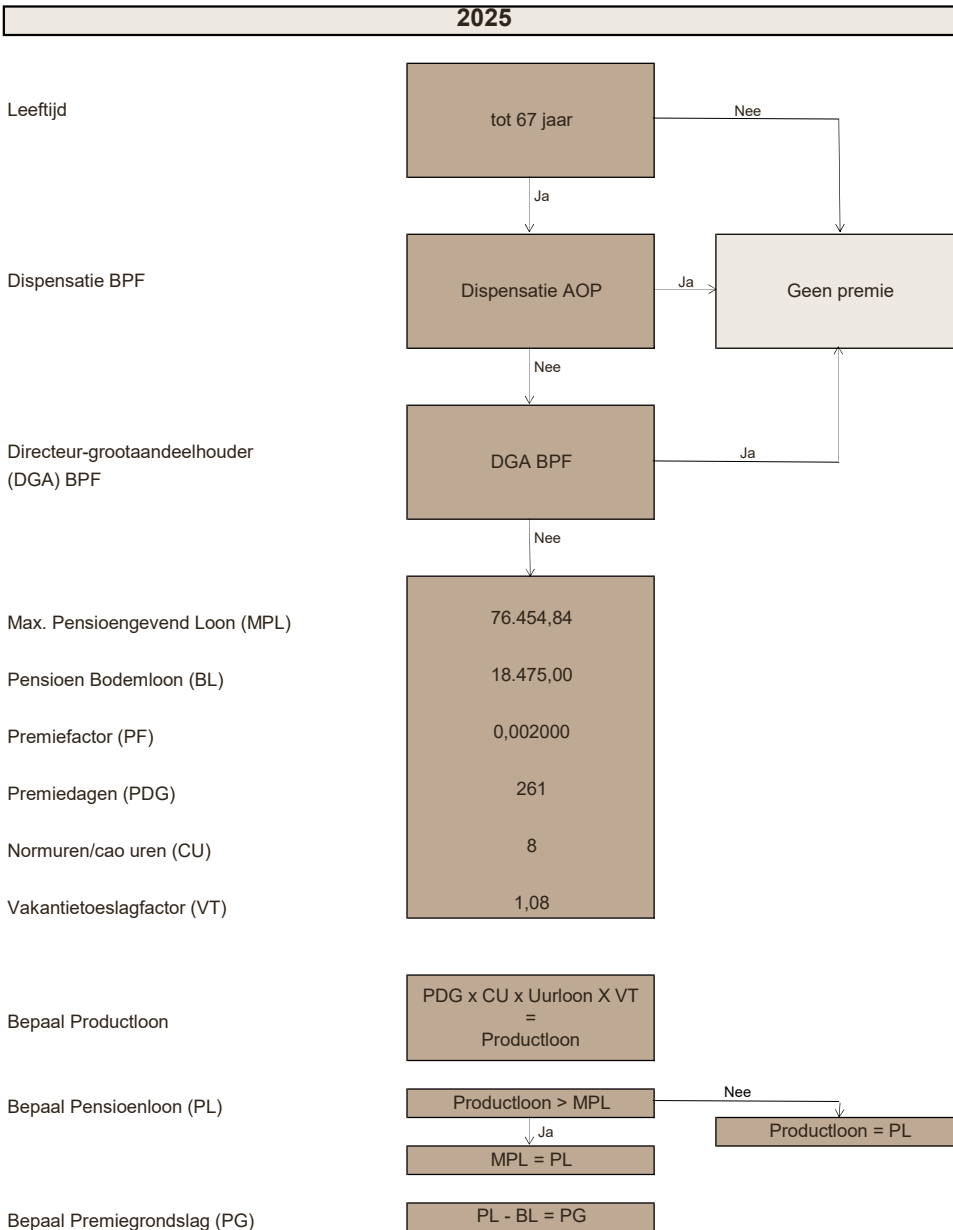 2025
Leeftijd
tot 67 jaar
Nee
Ja
Dispensatie BPF
Dispensatie AOP
Ja
Geen premie
Nee
Directeur-grootaandeelhouder
(DGA) BPF
DGA BPF
Ja
Nee
Max. Pensioengevend Loon (MPL)
76.454,84
Pensioen Bodemloon (BL)
18.475,00
Premiefactor (PF)
0,002000
Premiedagen (PDG)
261
Normuren/cao uren (CU)
8
Vakantietoeslagfactor (VT)
1,08
Bepaal Productloon
PDG x CU x Uurloon X VT
=
Productloon
Bepaal Pensioenloon (PL)
Productloon > MPL
Nee
Ja
Productloon = PL
MPL = PL
Bepaal Premiegrondslag (PG)
PL - BL = PG